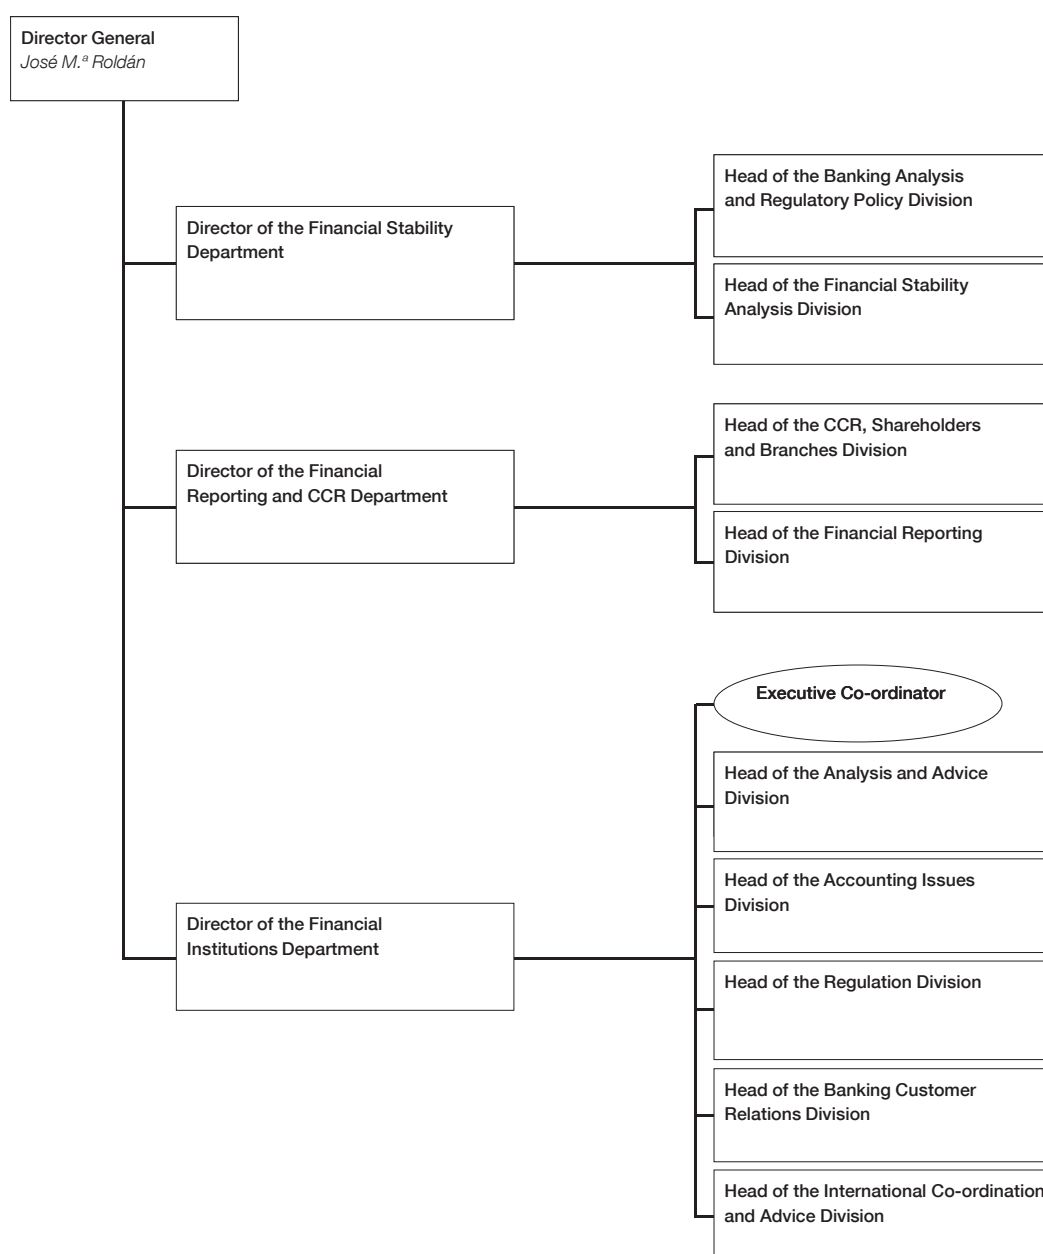 Director General
José M.ª Roldán
Director of the Financial Stability
Department
Head of the Banking Analysis
and Regulatory Policy Division
Head of the Financial Stability
Analysis Division
Director of the Financial
Reporting and CCR Department
Head of the CCR, Shareholders
and Branches Division
Head of the Financial Reporting
Division
Director of the Financial
Institutions Department
Executive Co-ordinator
Head of the Analysis and Advice
Division
Head of the Accounting Issues
Division
Head of the Regulation Division
Head of the Banking Customer
Relations Division
Head of the International Co-ordination
and Advice Division